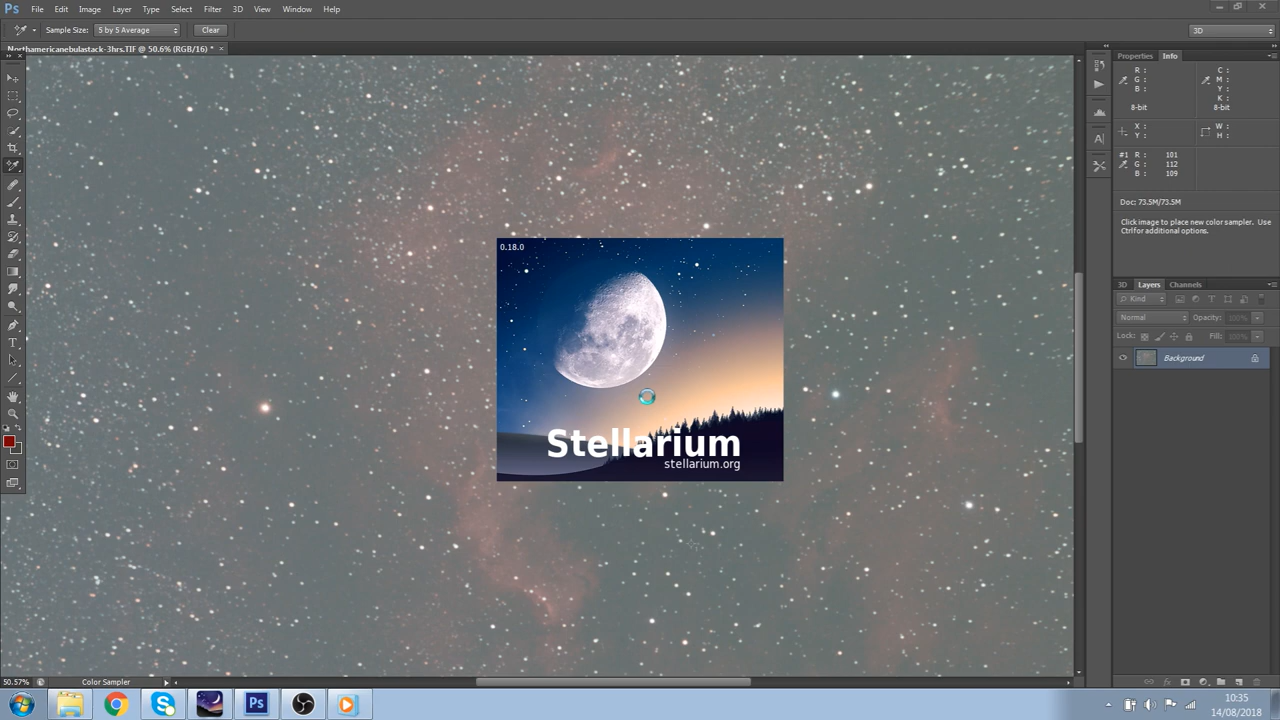 Ps File Edit Image Layer Type Select Filter 3D View Window Help
Sample Size: 5 by 5 Average Clear 3D
Northamericanebulastack-3hrs.TIF @ 50.6% (RGB/16) * ×
Properties Info
R : C :
G : M :
B : Y :
K :
8-bit 8-bit
X : W :
Y : H :
#1 R : 101
G : 112
B : 109
Doc: 73.5M/73.5M
Click image to place new color sampler. Use
Ctrl for additional options.
3D Layers Channels
Kind
Normal Opacity: 100%
Lock: Fill: 100%
Background
0.18.0
Stellarium
stellarium.org
50.57% Color Sampler
10:35
14/08/2018